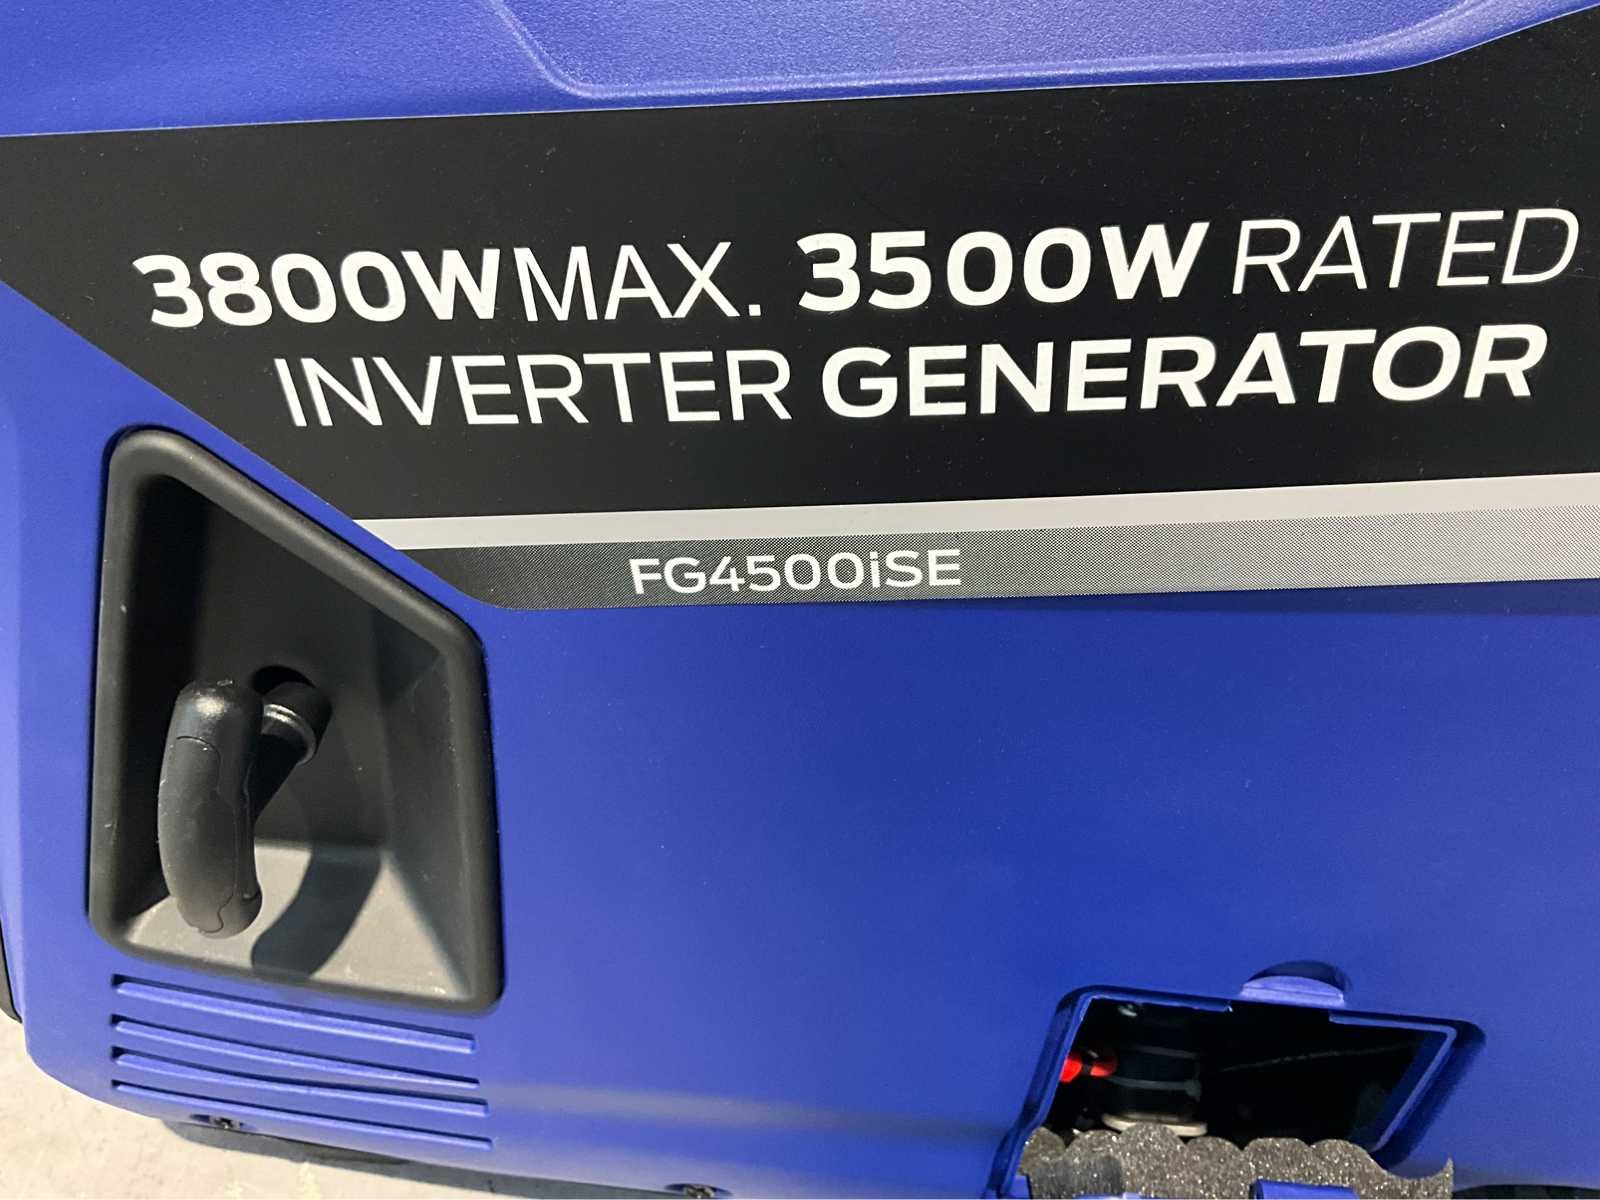 3800W MAX. 3500W RATED
INVERTER GENERATOR
FG4500iSE